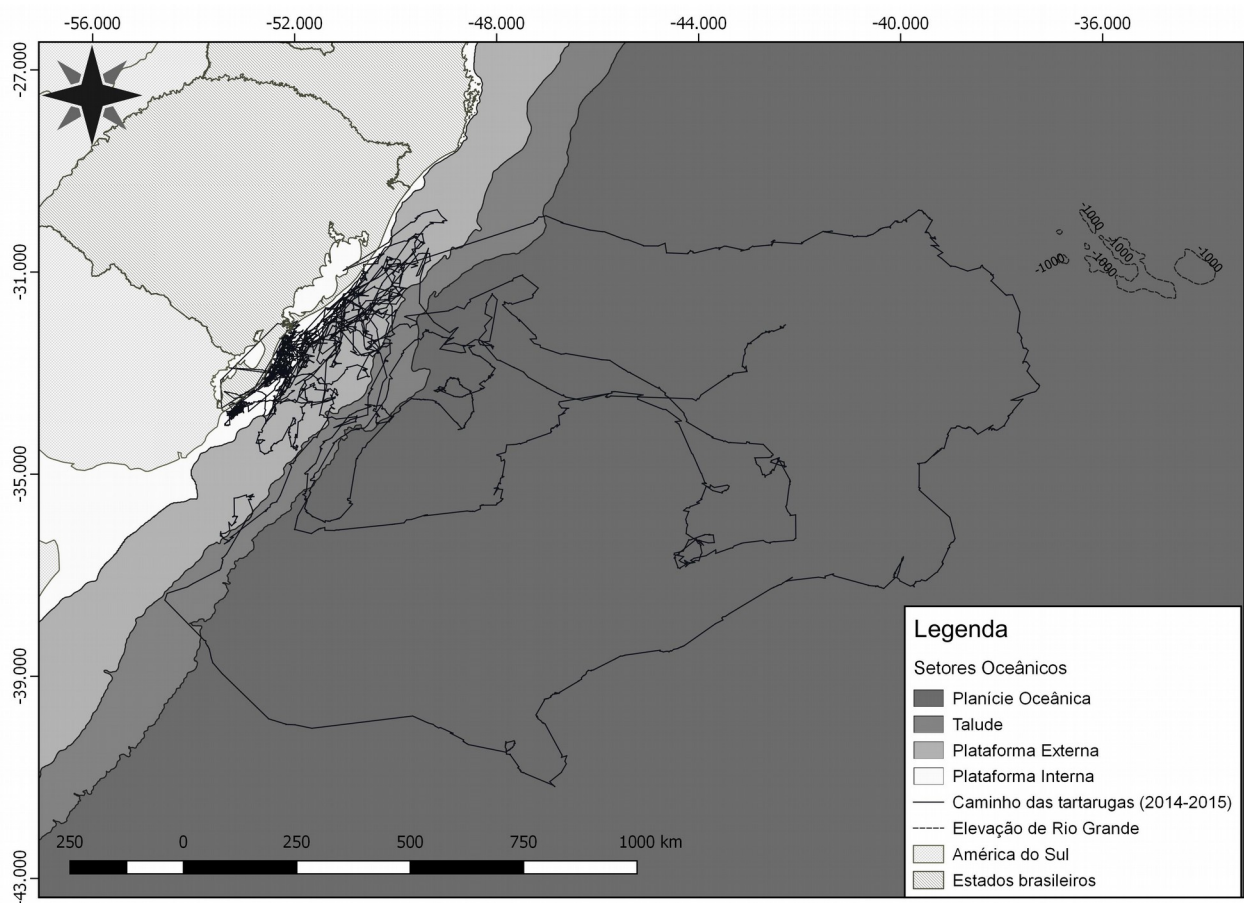 -56.000 -52.000 -48.000 -44.000 -40.000 -36.000
-27.000
-31.000
-35.000
-39.000
-43.000
-1000
-1000
-1000
-1000
-1000
Legenda
Setores Oceânicos
Planície Oceânica
Talude
Plataforma Externa
Plataforma Interna
Caminho das tartarugas (2014-2015)
Elevação de Rio Grande
América do Sul
Estados brasileiros
250 0 250 500 750 1000 km